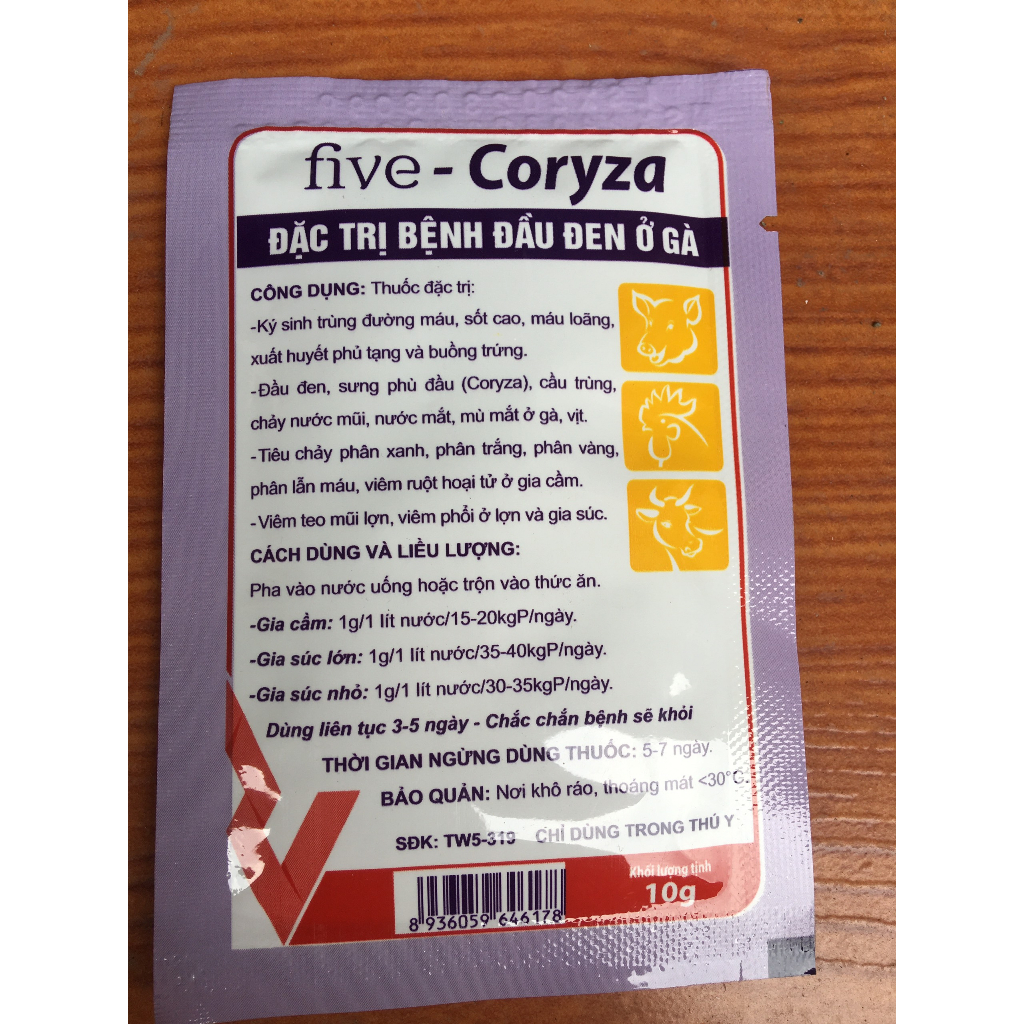 five - Coryza
ĐẶC TRỊ BỆNH ĐẦU ĐEN Ở GÀ
CÔNG DỤNG: Thuốc đặc trị:
-Ký sinh trùng đường máu, sốt cao, máu loãng,
xuất huyết phủ tạng và buồng trứng.
-Đầu đen, sưng phù đầu (Coryza), cầu trùng,
chảy nước mũi, nước mắt, mù mắt ở gà, vịt.
-Tiêu chảy phân xanh, phân trắng, phân vàng,
phân lẫn máu, viêm ruột hoại tử ở gia cầm.
-Viêm teo mũi lợn, viêm phổi ở lợn và gia súc.
CÁCH DÙNG VÀ LIỀU LƯỢNG:
Pha vào nước uống hoặc trộn vào thức ăn.
-Gia cầm: 1g/1 lít nước/15-20kgP/ngày.
-Gia súc lớn: 1g/1 lít nước/35-40kgP/ngày.
-Gia súc nhỏ: 1g/1 lít nước/30-35kgP/ngày.
Dùng liên tục 3-5 ngày - Chắc chắn bệnh sẽ khỏi
THỜI GIAN NGỪNG DÙNG THUỐC: 5-7 ngày.
BẢO QUẢN: Nơi khô ráo, thoáng mát <30°C.
SĐK: TW5-319 CHỈ DÙNG TRONG THÚ Y
Khối lượng tịnh
10g
8 936059 646178